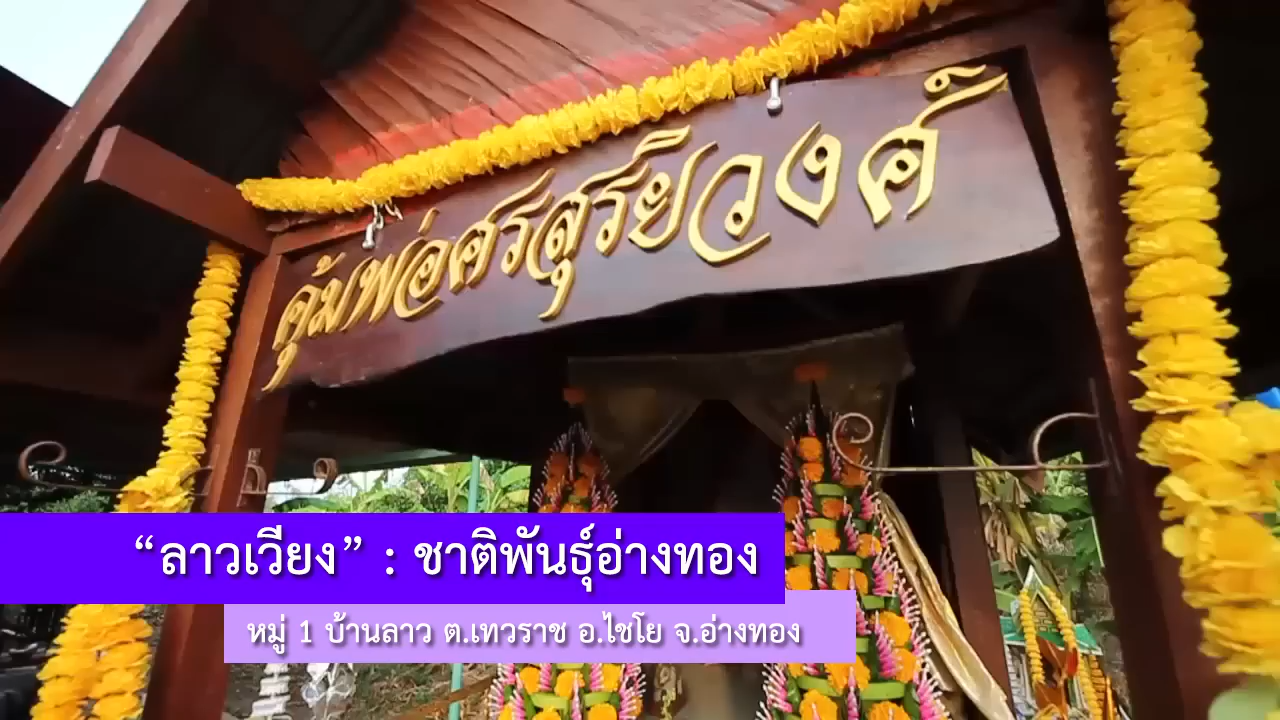 คุ้มพ่อศรสุริยวงศ์
“ลาวเวียง” : ชาติพันธุ์อ่างทอง
หมู่ 1 บ้านลาว ต.เทวราช อ.ไชโย จ.อ่างทอง